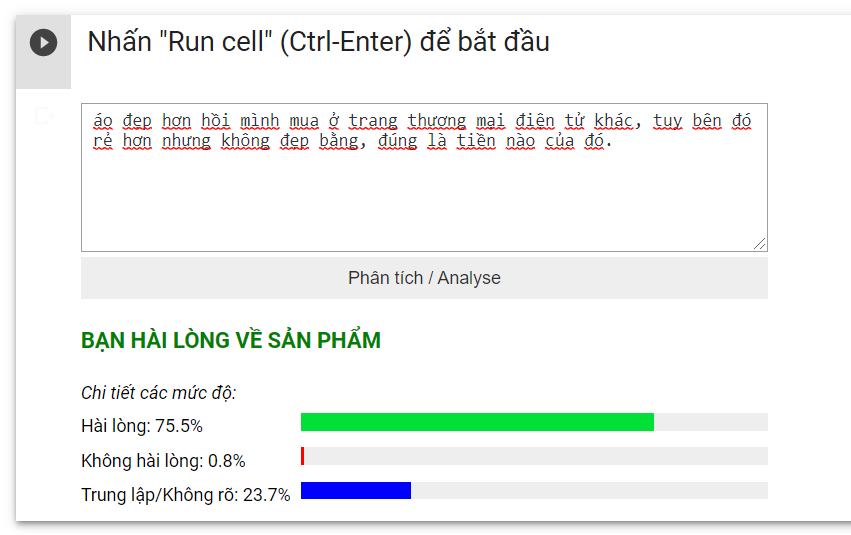 Nhấn "Run cell" (Ctrl-Enter) để bắt đầu
áo đẹp hơn hồi mình mua ở trang thương mại điện tử khác, tuy bên đó
rẻ hơn nhưng không đẹp bằng, đúng là tiền nào của đó.
Phân tích / Analyse
BẠN HÀI LÒNG VỀ SẢN PHẨM
Chi tiết các mức độ:
Hài lòng: 75.5%
Không hài lòng: 0.8%
Trung lập/Không rõ: 23.7%